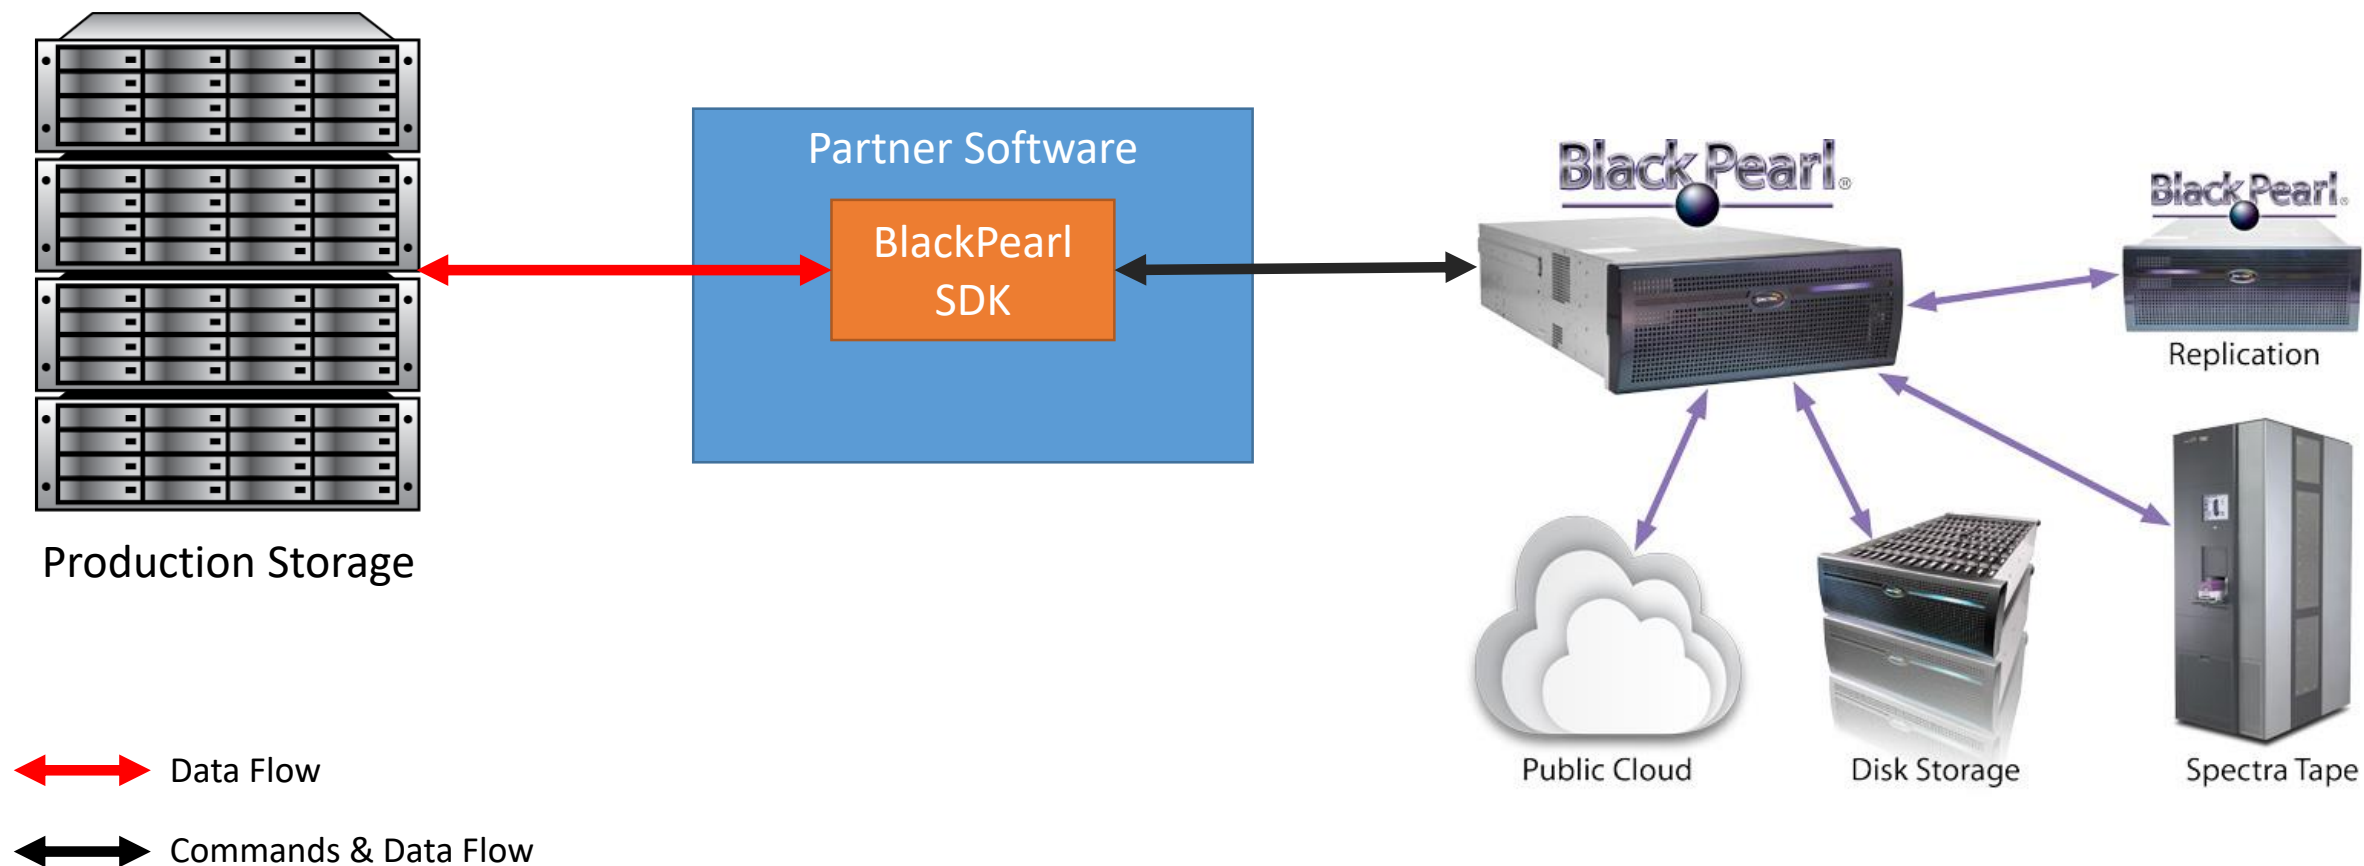 Partner Software
BlackPearl
SDK
BlackPearl®
BlackPearl®
Replication
Production Storage
Public Cloud
Disk Storage
Spectra Tape
Data Flow
Commands & Data Flow